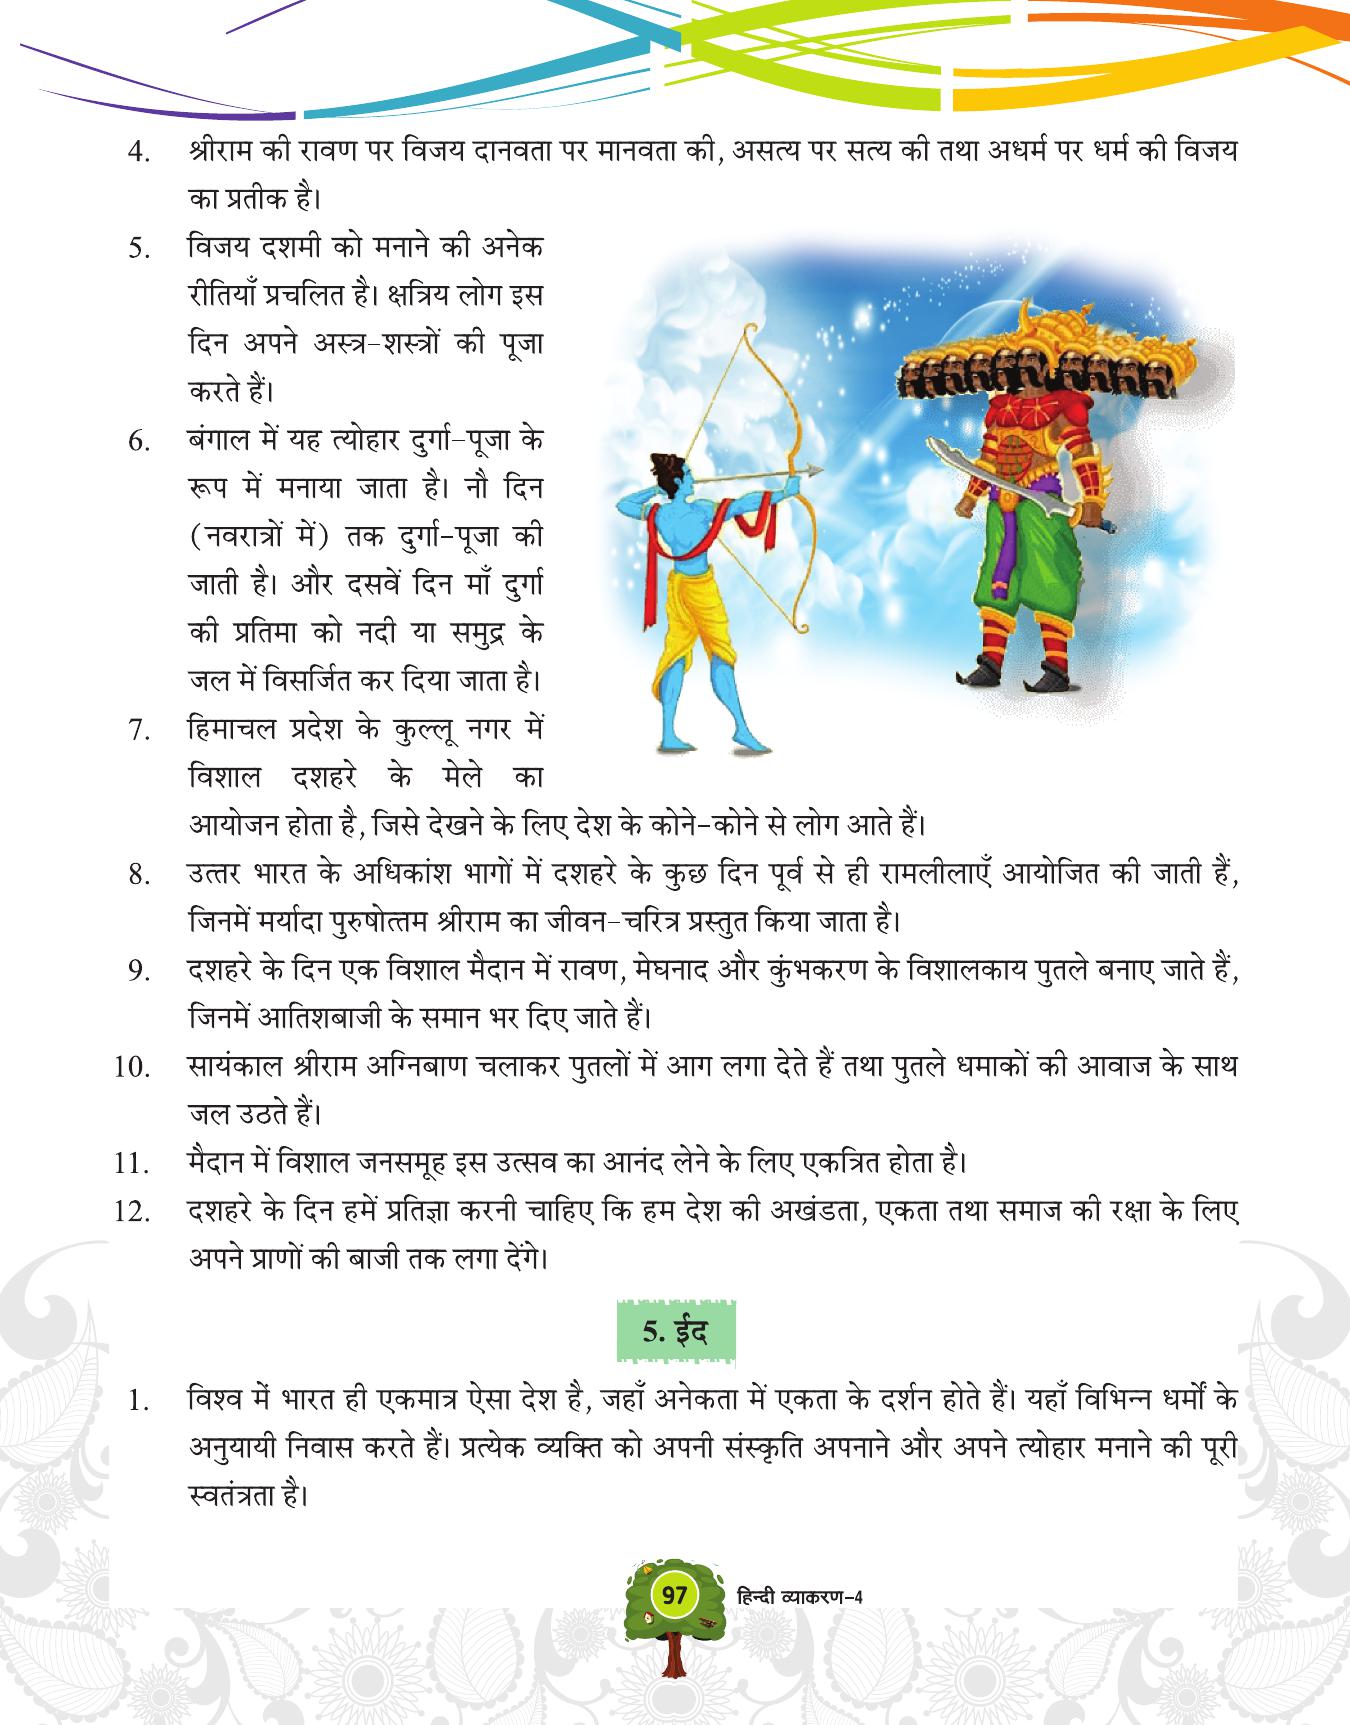 4. श्रीराम की रावण पर विजय दानवता पर मानवता की, असत्य पर सत्य की तथा अधर्म पर धर्म की विजय
का प्रतीक है।
5. विजय दशमी को मनाने की अनेक
रीतियाँ प्रचलित है। क्षत्रिय लोग इस
दिन अपने अस्त्र-शस्त्रों की पूजा
करते हैं।
6. बंगाल में यह त्योहार दुर्गा-पूजा के
रूप में मनाया जाता है। नौ दिन
(नवरात्रों में) तक दुर्गा-पूजा की
जाती है। और दसवें दिन माँ दुर्गा
की प्रतिमा को नदी या समुद्र के
जल में विसर्जित कर दिया जाता है।
7. हिमाचल प्रदेश के कुल्लू नगर में
विशाल दशहरे के मेले का
आयोजन होता है, जिसे देखने के लिए देश के कोने-कोने से लोग आते हैं।
8. उत्तर भारत के अधिकांश भागों में दशहरे के कुछ दिन पूर्व से ही रामलीलाएँ आयोजित की जाती हैं,
जिनमें मर्यादा पुरुषोत्तम श्रीराम का जीवन-चरित्र प्रस्तुत किया जाता है।
9. दशहरे के दिन एक विशाल मैदान में रावण, मेघनाद और कुंभकरण के विशालकाय पुतले बनाए जाते हैं,
जिनमें आतिशबाजी के समान भर दिए जाते हैं।
10. सायंकाल श्रीराम अग्निबाण चलाकर पुतलों में आग लगा देते हैं तथा पुतले धमाकों की आवाज के साथ
जल उठते हैं।
11. मैदान में विशाल जनसमूह इस उत्सव का आनंद लेने के लिए एकत्रित होता है।
12. दशहरे के दिन हमें प्रतिज्ञा करनी चाहिए कि हम देश की अखंडता, एकता तथा समाज की रक्षा के लिए
अपने प्राणों की बाजी तक लगा देंगे।
5. ईद
1. विश्व में भारत ही एकमात्र ऐसा देश है, जहाँ अनेकता में एकता के दर्शन होते हैं। यहाँ विभिन्न धर्मों के
अनुयायी निवास करते हैं। प्रत्येक व्यक्ति को अपनी संस्कृति अपनाने और अपने त्योहार मनाने की पूरी
स्वतंत्रता है।
97 हिन्दी व्याकरण-4